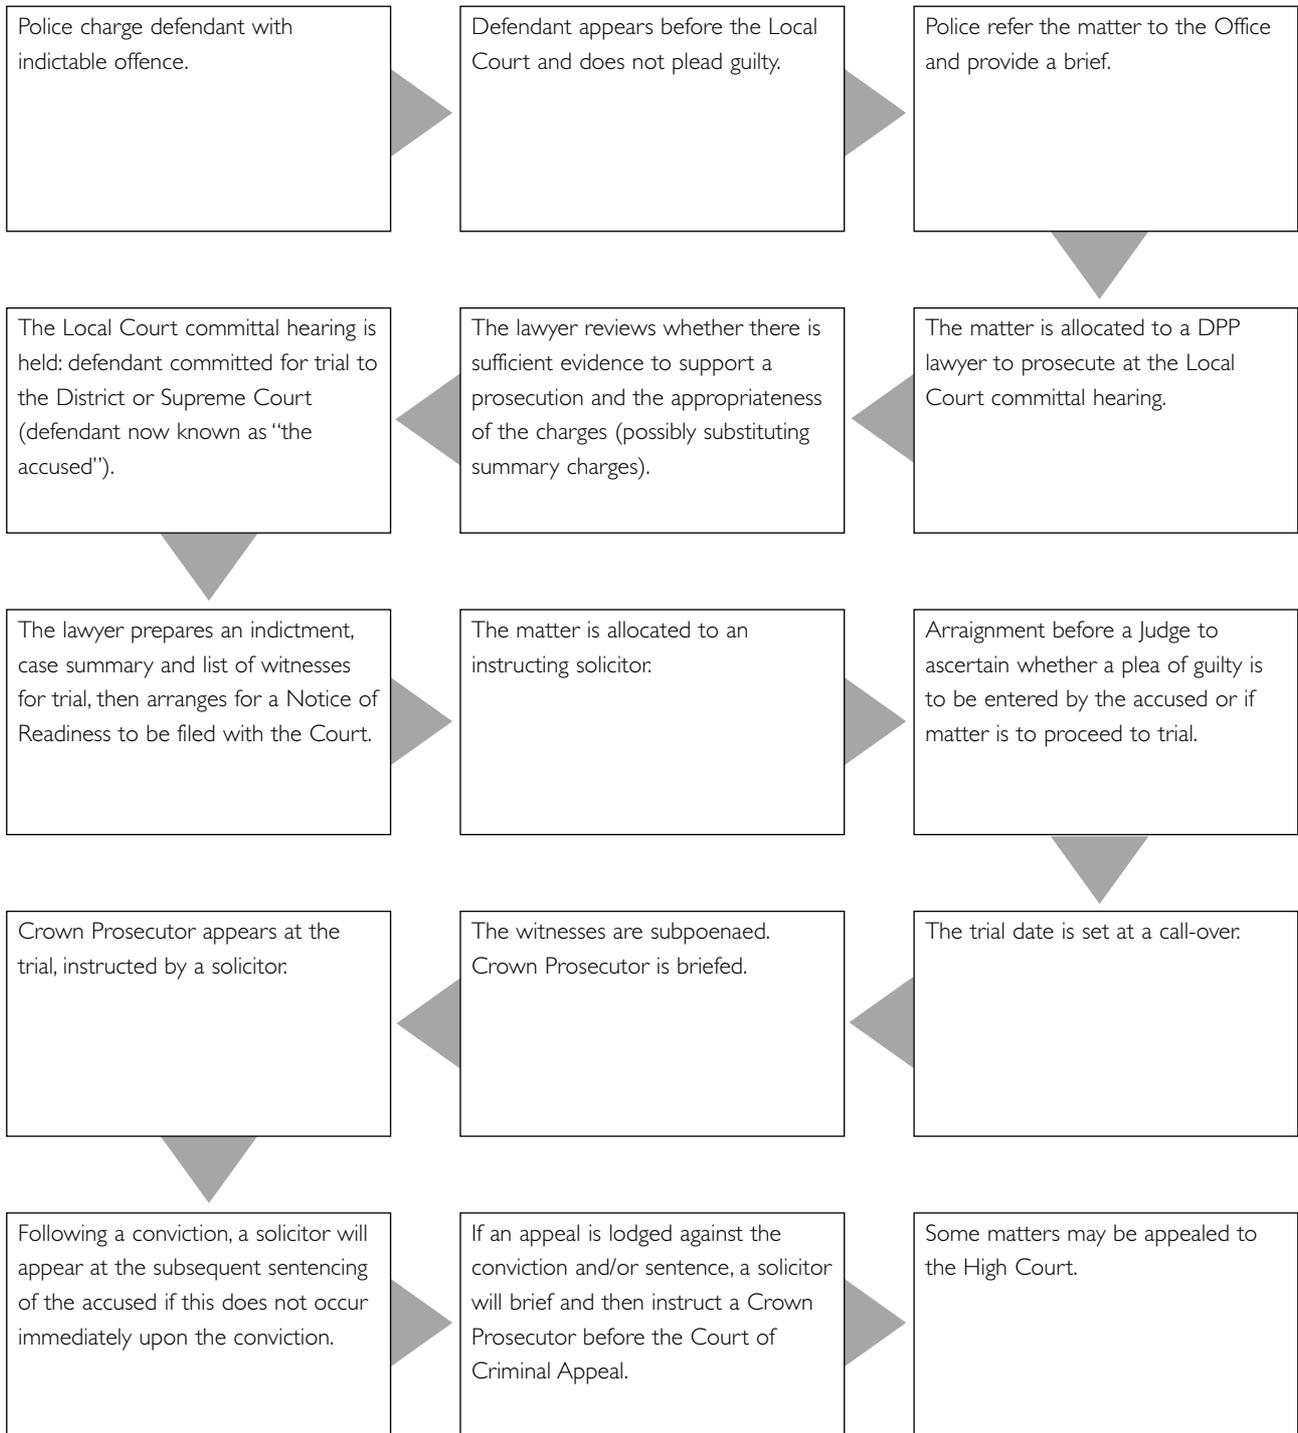 Police charge defendant with
indictable offence.
Defendant appears before the Local
Court and does not plead guilty.
Police refer the matter to the Office
and provide a brief.
The matter is allocated to a DPP
lawyer to prosecute at the Local
Court committal hearing.
The lawyer reviews whether there is
sufficient evidence to support a
prosecution and the appropriateness
of the charges (possibly substituting
summary charges).
The Local Court committal hearing is
held: defendant committed for trial to
the District or Supreme Court
(defendant now known as “the
accused”).
The lawyer prepares an indictment,
case summary and list of witnesses
for trial, then arranges for a Notice of
Readiness to be filed with the Court.
The matter is allocated to an
instructing solicitor.
Arraignment before a Judge to
ascertain whether a plea of guilty is
to be entered by the accused or if
matter is to proceed to trial.
The trial date is set at a call-over.
The witnesses are subpoenaed.
Crown Prosecutor is briefed.
Crown Prosecutor appears at the
trial, instructed by a solicitor.
Following a conviction, a solicitor will
appear at the subsequent sentencing
of the accused if this does not occur
immediately upon the conviction.
If an appeal is lodged against the
conviction and/or sentence, a solicitor
will brief and then instruct a Crown
Prosecutor before the Court of
Criminal Appeal.
Some matters may be appealed to
the High Court.